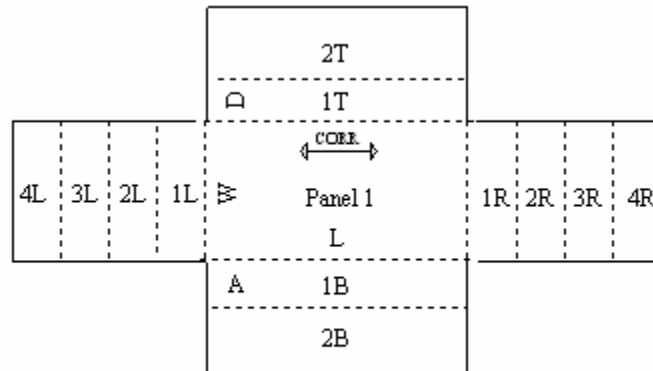 2T
D 1T
CORR
4L 3L 2L 1L W Panel 1 1R 2R 3R 4R
L
A 1B
2B